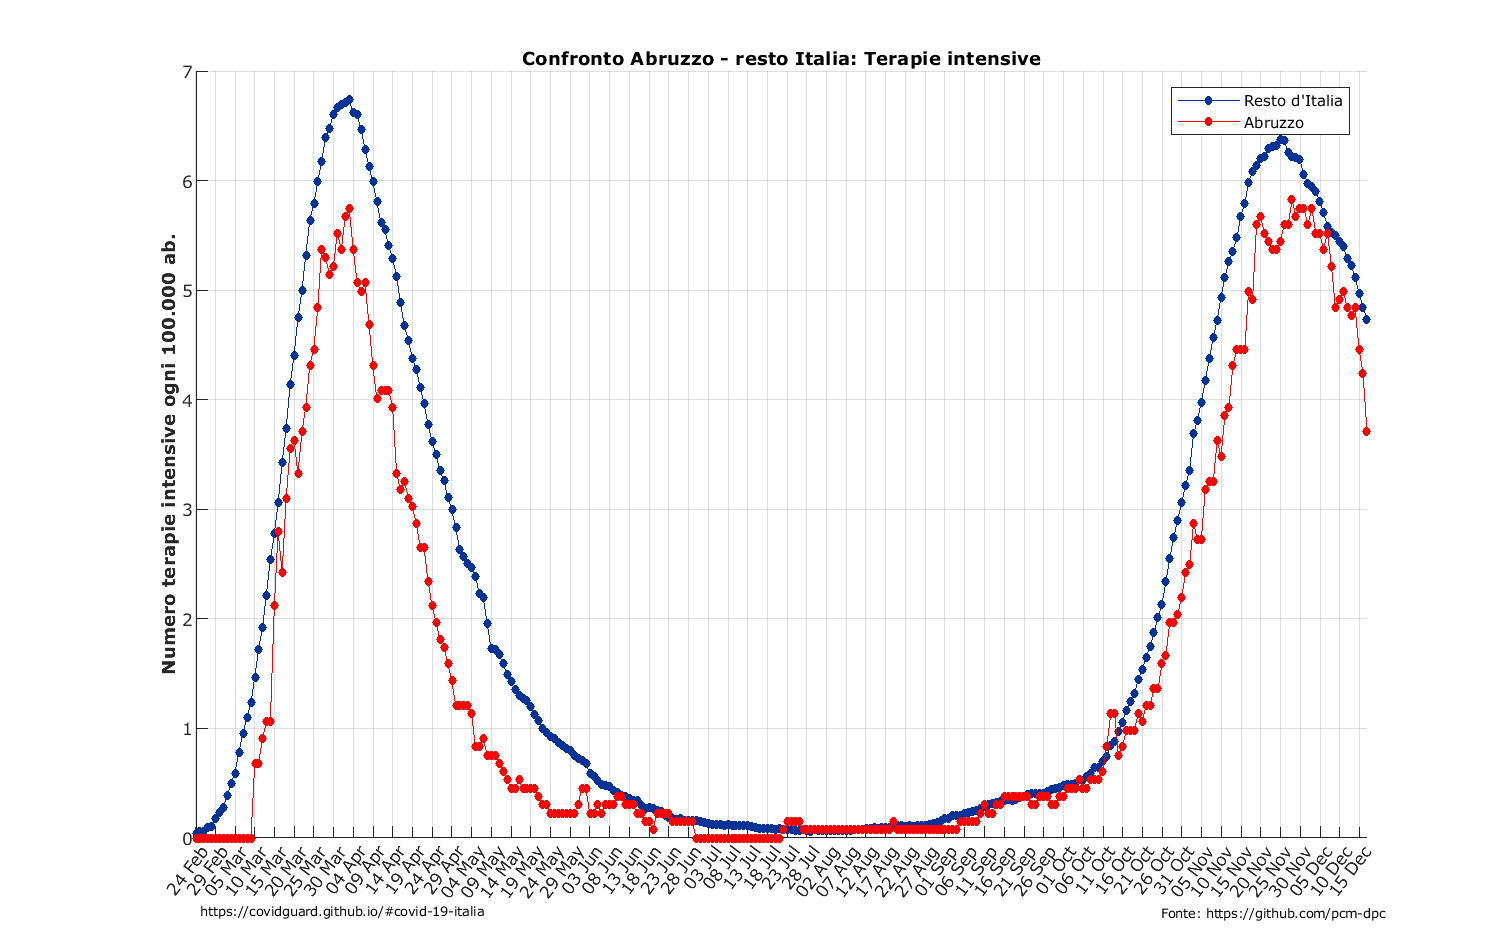 Confronto Abruzzo - resto Italia: Terapie intensive
Resto d'Italia
Abruzzo
Numero terapie intensive ogni 100.000 ab.
7
6
5
4
3
2
1
0
24 Feb
29 Feb
05 Mar
10 Mar
15 Mar
20 Mar
25 Mar
30 Mar
04 Apr
09 Apr
14 Apr
19 Apr
24 Apr
29 Apr
04 May
09 May
14 May
19 May
24 May
29 May
03 Jun
08 Jun
13 Jun
18 Jun
23 Jun
28 Jun
03 Jul
08 Jul
13 Jul
18 Jul
23 Jul
28 Jul
02 Aug
07 Aug
12 Aug
17 Aug
22 Aug
27 Aug
01 Sep
06 Sep
11 Sep
16 Sep
21 Sep
26 Sep
01 Oct
06 Oct
11 Oct
16 Oct
21 Oct
26 Oct
31 Oct
05 Nov
10 Nov
15 Nov
20 Nov
25 Nov
30 Nov
05 Dec
10 Dec
15 Dec
https://covidguard.github.io/#covid-19-italia
Fonte: https://github.com/pcm-dpc